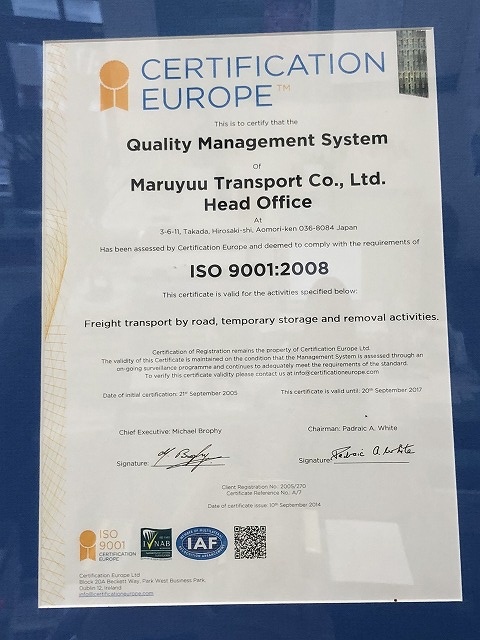 CERTIFICATION
EUROPE™
This is to certify that the
Quality Management System
Of
Maruyuu Transport Co., Ltd.
Head Office
At
3-6-11, Takada, Hirosaki-shi, Aomori-ken 036-8084 Japan
Has been assessed by Certification Europe and deemed to comply with the requirements of
ISO 9001:2008
This certificate is valid for the activities specified below:
Freight transport by road, temporary storage and removal activities.
Certification of Registration remains the property of Certification Europe Ltd.
The validity of this Certificate is maintained on the condition that the Management System is assessed through an
on-going surveillance programme and continues to adequately meet the requirements of the standard.
To verify this certificate validity please contact us at info@certificationeurope.com
Date of initial certification: 21st September 2005
This certificate is valid until: 20th September 2017
Chief Executive: Michael Brophy
Chairman: Padraic A. White
Signature:
Signature:
Padraic A. White
Client Registration No.: 2005/270
Certificate Reference No.: A/7
Date of certificate issue: 10th September 2014
ISO
9001
CERTIFICATION
EUROPE
INAB
IAF
Certification Europe Ltd
Block 20A Beckett Way, Park West Business Park,
Dublin 12, Ireland
info@certificationeurope.com